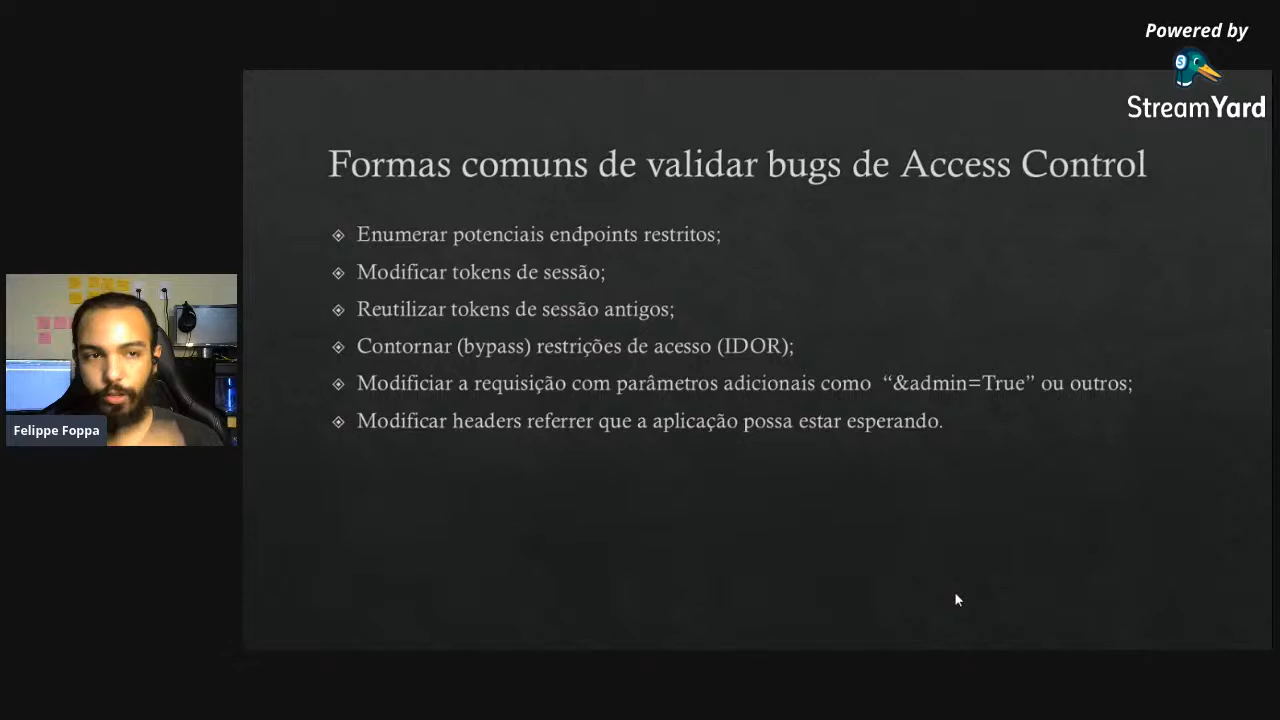 Powered by
StreamYard
Formas comuns de validar bugs de Access Control
Enumerar potenciais endpoints restritos;
Modificar tokens de sessão;
Reutilizar tokens de sessão antigos;
Contornar (bypass) restrições de acesso (IDOR);
Modificiar a requisição com parâmetros adicionais como “&admin=True” ou outros;
Modificar headers referrer que a aplicação possa estar esperando.
Felippe Foppa